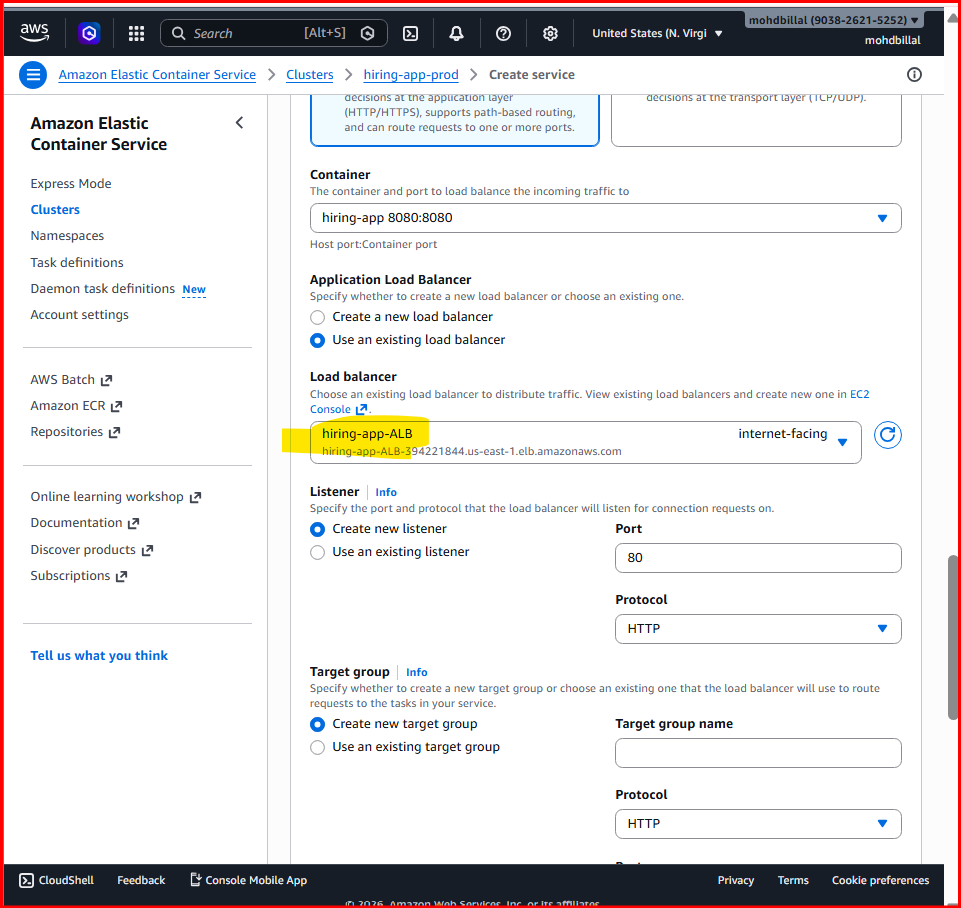 aws
Search
[Alt+S]
United States (N. Virgi
mohdbillal (9038-2621-5252)
mohdbillal
Amazon Elastic Container Service
Clusters
hiring-app-prod
Create service
Amazon Elastic
Container Service
Express Mode
Clusters
Namespaces
Task definitions
Daemon task definitions New
Account settings
AWS Batch
Amazon ECR
Repositories
Online learning workshop
Documentation
Discover products
Subscriptions
Tell us what you think
decisions at the application layer
(HTTP/HTTPS), supports path-based routing,
and can route requests to one or more ports.
decisions at the transport layer (TCP/UDP).
Container
The container and port to load balance the incoming traffic to
hiring-app 8080:8080
Host port:Container port
Application Load Balancer
Specify whether to create a new load balancer or choose an existing one.
Create a new load balancer
Use an existing load balancer
Load balancer
Choose an existing load balancer to distribute traffic. View existing load balancers and create new one in EC2
Console .
hiring-app-ALB
internet-facing
hiring-app-ALB-394221844.us-east-1.elb.amazonaws.com
Listener Info
Specify the port and protocol that the load balancer will listen for connection requests on.
Create new listener
Use an existing listener
Port
80
Protocol
HTTP
Target group Info
Specify whether to create a new target group or choose an existing one that the load balancer will use to route
requests to the tasks in your service.
Create new target group
Use an existing target group
Target group name
Protocol
HTTP
CloudShell
Feedback
Console Mobile App
Privacy
Terms
Cookie preferences
© 2026, Amazon Web Services, Inc. or its affiliates.